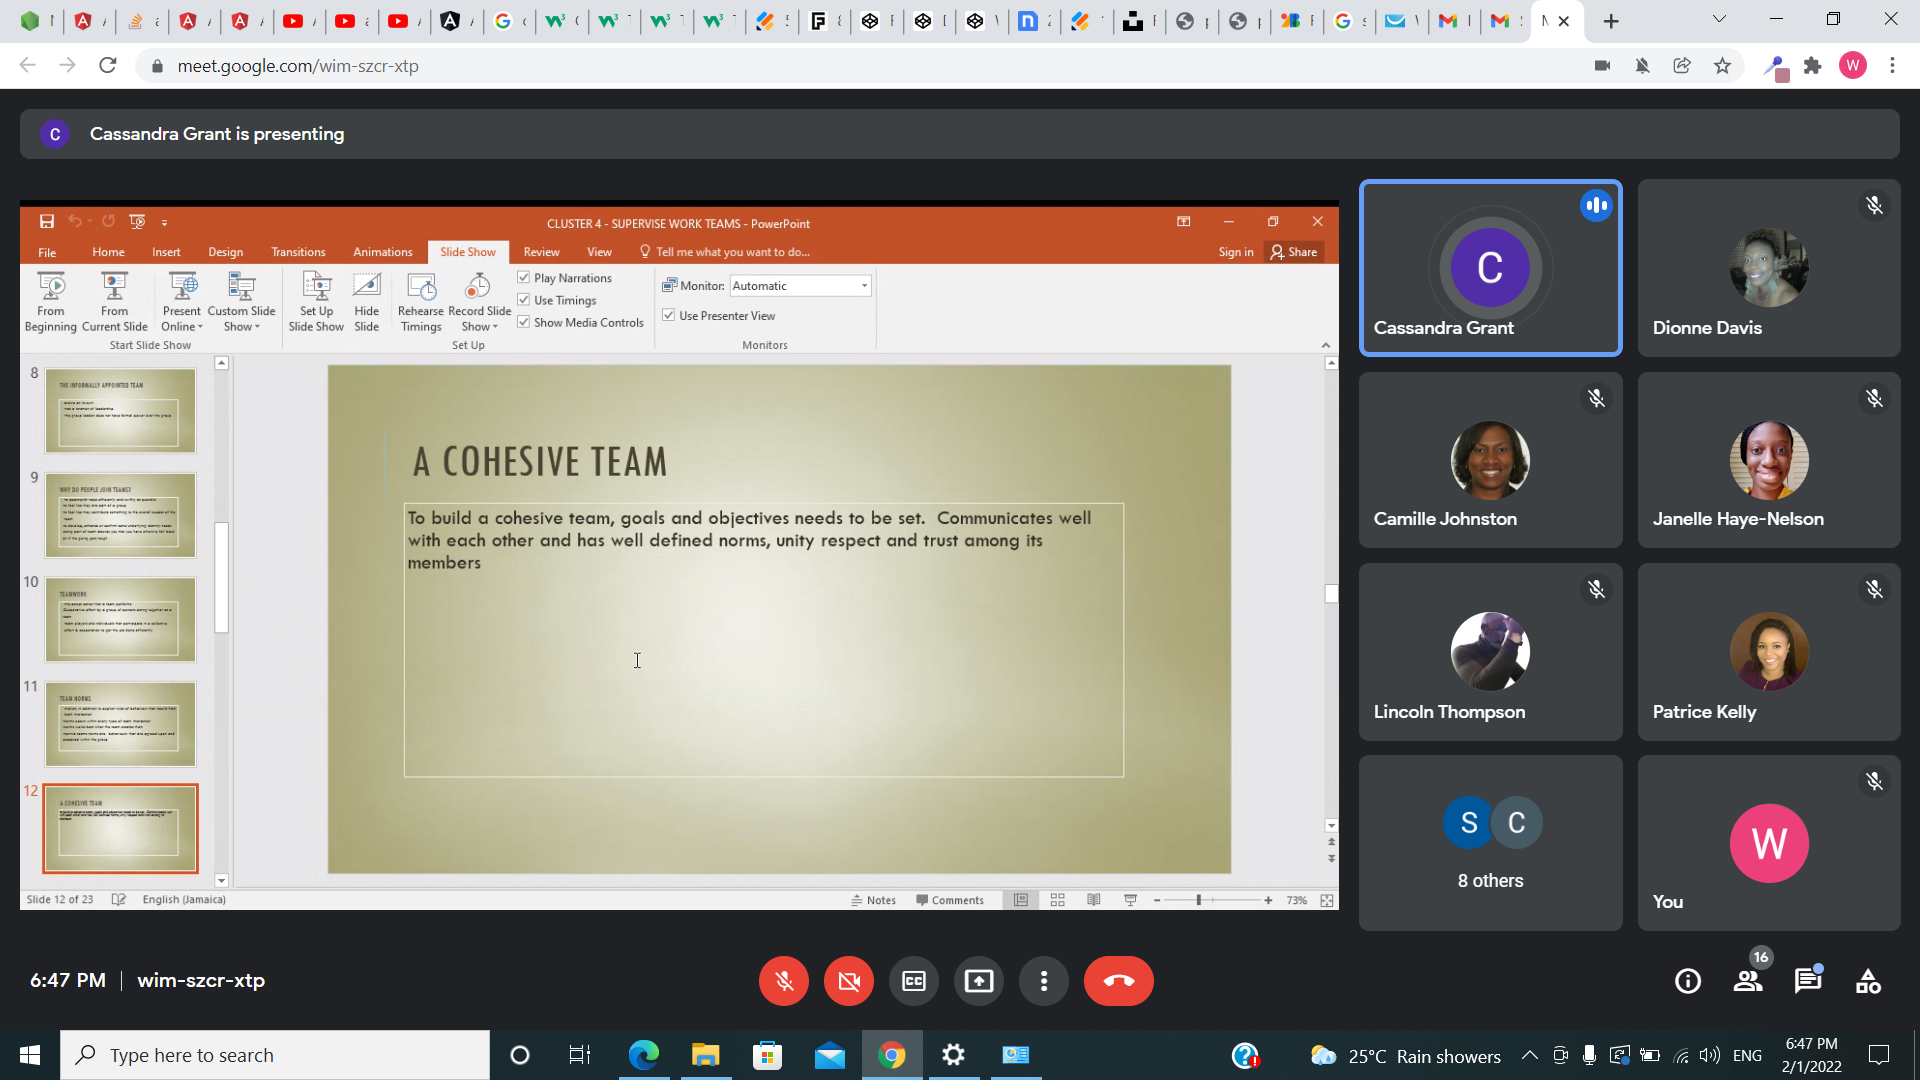 meet.google.com/wim-szcr-xtp
W
C Cassandra Grant is presenting
CLUSTER 4 - SUPERVISE WORK TEAMS - PowerPoint
File Home Insert Design Transitions Animations Slide Show Review View Tell me what you want to do... Sign in Share
From Beginning
From Current Slide
Present Online
Custom Slide Show
Set Up Slide Show
Hide Slide
Rehearse Timings
Record Slide Show
Play Narrations
Use Timings
Show Media Controls
Monitor: Automatic
Use Presenter View
Start Slide Show Set Up Monitors
8
THE INFORMALLY APPOINTED TEAM
9
WHY DO PEOPLE JOIN TEAMS?
10
TEAMWORK
11
TEAM NORMS
12
A COHESIVE TEAM
A COHESIVE TEAM
To build a cohesive team, goals and objectives needs to be set. Communicates well
with each other and has well defined norms, unity respect and trust among its
members
Slide 12 of 23 English (Jamaica) Notes Comments 73%
C
Cassandra Grant
Dionne Davis
Camille Johnston
Janelle Haye-Nelson
Lincoln Thompson
Patrice Kelly
S C
8 others
W
You
6:47 PM wim-szcr-xtp
16
Type here to search
25°C Rain showers ENG
6:47 PM
2/1/2022